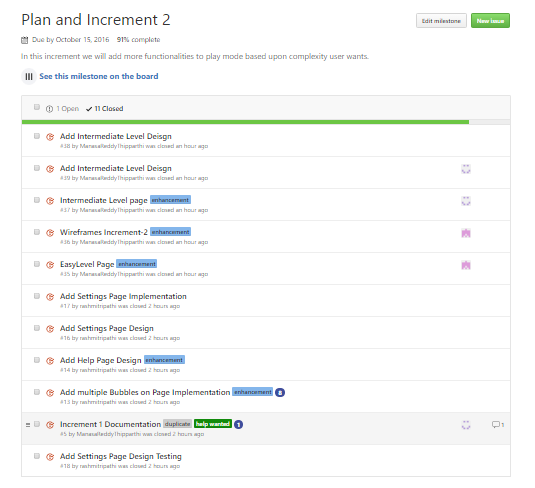 Plan and Increment 2
Edit milestone
New issue
Due by October 15, 2016 91% complete
In this increment we will add more functionalities to play mode based upon complexity user wants.
See this milestone on the board
1 Open 11 Closed
Add Intermediate Level Deisgn
#38 by ManasaReddyThipparthi was closed an hour ago
Add Intermediate Level Deisgn
#39 by ManasaReddyThipparthi was closed an hour ago
Intermediate Level page enhancement
#37 by ManasaReddyThipparthi was closed an hour ago
Wireframes Increment-2 enhancement
#36 by ManasaReddyThipparthi was closed an hour ago
EasyLevel Page enhancement
#35 by ManasaReddyThipparthi was closed an hour ago
Add Settings Page Implementation
#17 by rashmitripathi was closed 2 hours ago
Add Settings Page Design
#16 by rashmitripathi was closed 2 hours ago
Add Help Page Design enhancement
#14 by rashmitripathi was closed 2 hours ago
Add multiple Bubbles on Page Implementation enhancement 8
#13 by rashmitripathi was closed 2 hours ago
Increment 1 Documentation duplicate help wanted 1
1
#5 by ManasaReddyThipparthi was closed 2 hours ago
Add Settings Page Design Testing
#18 by rashmitripathi was closed 2 hours ago